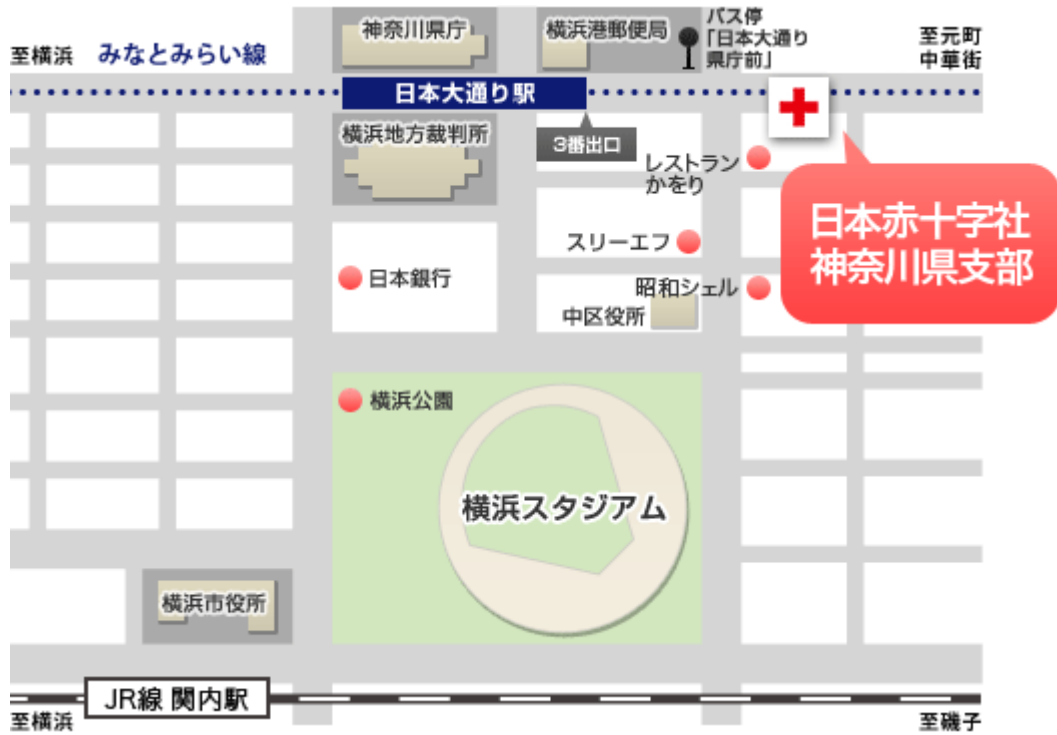 神奈川県庁
横浜港郵便局
バス停
「日本大通り
県庁前」
至横浜
みなとみらい線
至元町
中華街
日本大通り駅
横浜地方裁判所
3番出口
レストラン
かをり
日本赤十字社
神奈川県支部
スリーエフ
日本銀行
昭和シェル
中区役所
横浜公園
横浜スタジアム
横浜市役所
JR線 関内駅
至横浜
至磯子